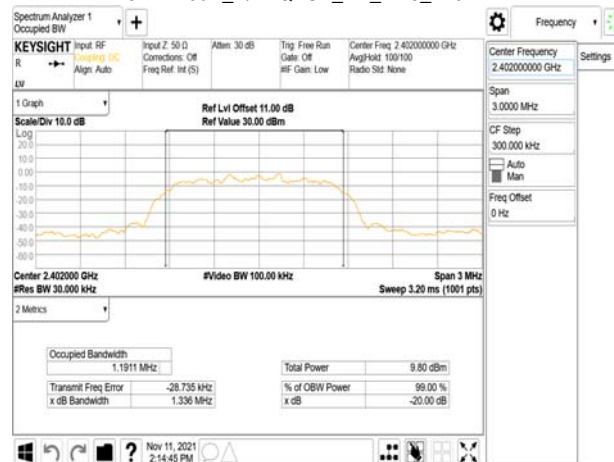 Spectrum Analyzer 1
Occupied BW
Frequency
KEYSIGHT
R
Input: RF
Coupling: DC
Align: Auto
Input Z: 50 Ω
Corrections: Off
Freq Ref: Int (S)
Atten: 30 dB
Trig: Free Run
Gate: Off
#IF Gain: Low
Center Freq: 2.402000000 GHz
Avg|Hold: 100/100
Radio Std: None
Center Frequency
2.402000000 GHz
Settings
Span
3.0000 MHz
CF Step
300.000 kHz
Auto
Man
Freq Offset
0 Hz
1 Graph
Scale/Div 10.0 dB
Ref Lvl Offset 11.00 dB
Ref Value 30.00 dBm
Log
20.0
10.0
0.00
-10.0
-20.0
-30.0
-40.0
-50.0
-60.0
Center 2.402000 GHz
#Res BW 30.000 kHz
#Video BW 100.00 kHz
Span 3 MHz
Sweep 3.20 ms (1001 pts)
2 Metrics
Occupied Bandwidth
1.1911 MHz
Total Power 9.80 dBm
Transmit Freq Error -28.735 kHz
% of OBW Power 99.00 %
x dB Bandwidth 1.336 MHz
x dB -20.00 dB
Nov 11, 2021
2:14:45 PM